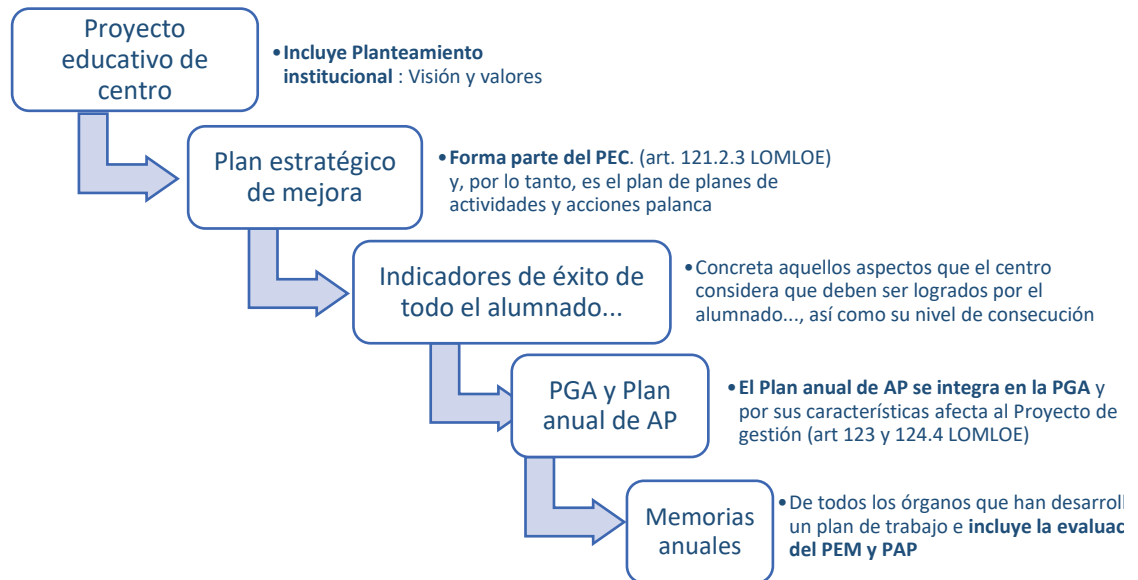 Proyecto
educativo de
centro
•Incluye Planteamiento
institucional : Visión y valores
Plan estratégico
de mejora
•Forma parte del PEC. (art. 121.2.3 LOMLOE)
y, por lo tanto, es el plan de planes de
actividades y acciones palanca
Indicadores de éxito de
todo el alumnado...
•Concreta aquellos aspectos que el centro
considera que deben ser logrados por el
alumnado..., así como su nivel de consecución
PGA y Plan
anual de AP
•El Plan anual de AP se integra en la PGA y
por sus características afecta al Proyecto de
gestión (art 123 y 124.4 LOMLOE)
Memorias
anuales
•De todos los órganos que han
un plan de trabajo e incluye la
del PEM y PAP